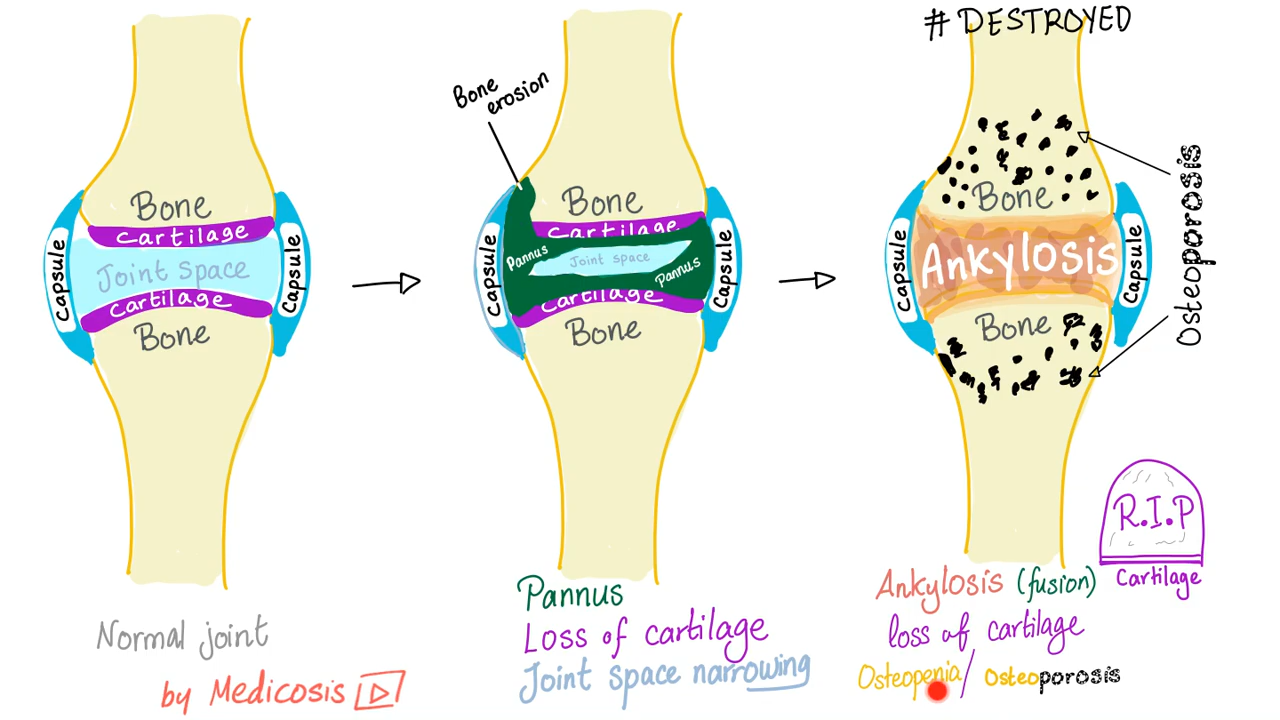 Bone
Cartilage
Joint space
Capsule
Capsule
Cartilage
Bone
Normal joint
by Medicosis
Bone
erosion
Bone
Cartilage
Pannus
Joint space
Pannus
Capsule
Capsule
Cartilage
Bone
Pannus
Loss of cartilage
Joint space narrowing
# DESTROYED
Bone
Ankylosis
Capsule
Capsule
Bone
Osteoporosis
R.I.P
Cartilage
Ankylosis (fusion)
loss of cartilage
Osteopenia/ Osteoporosis